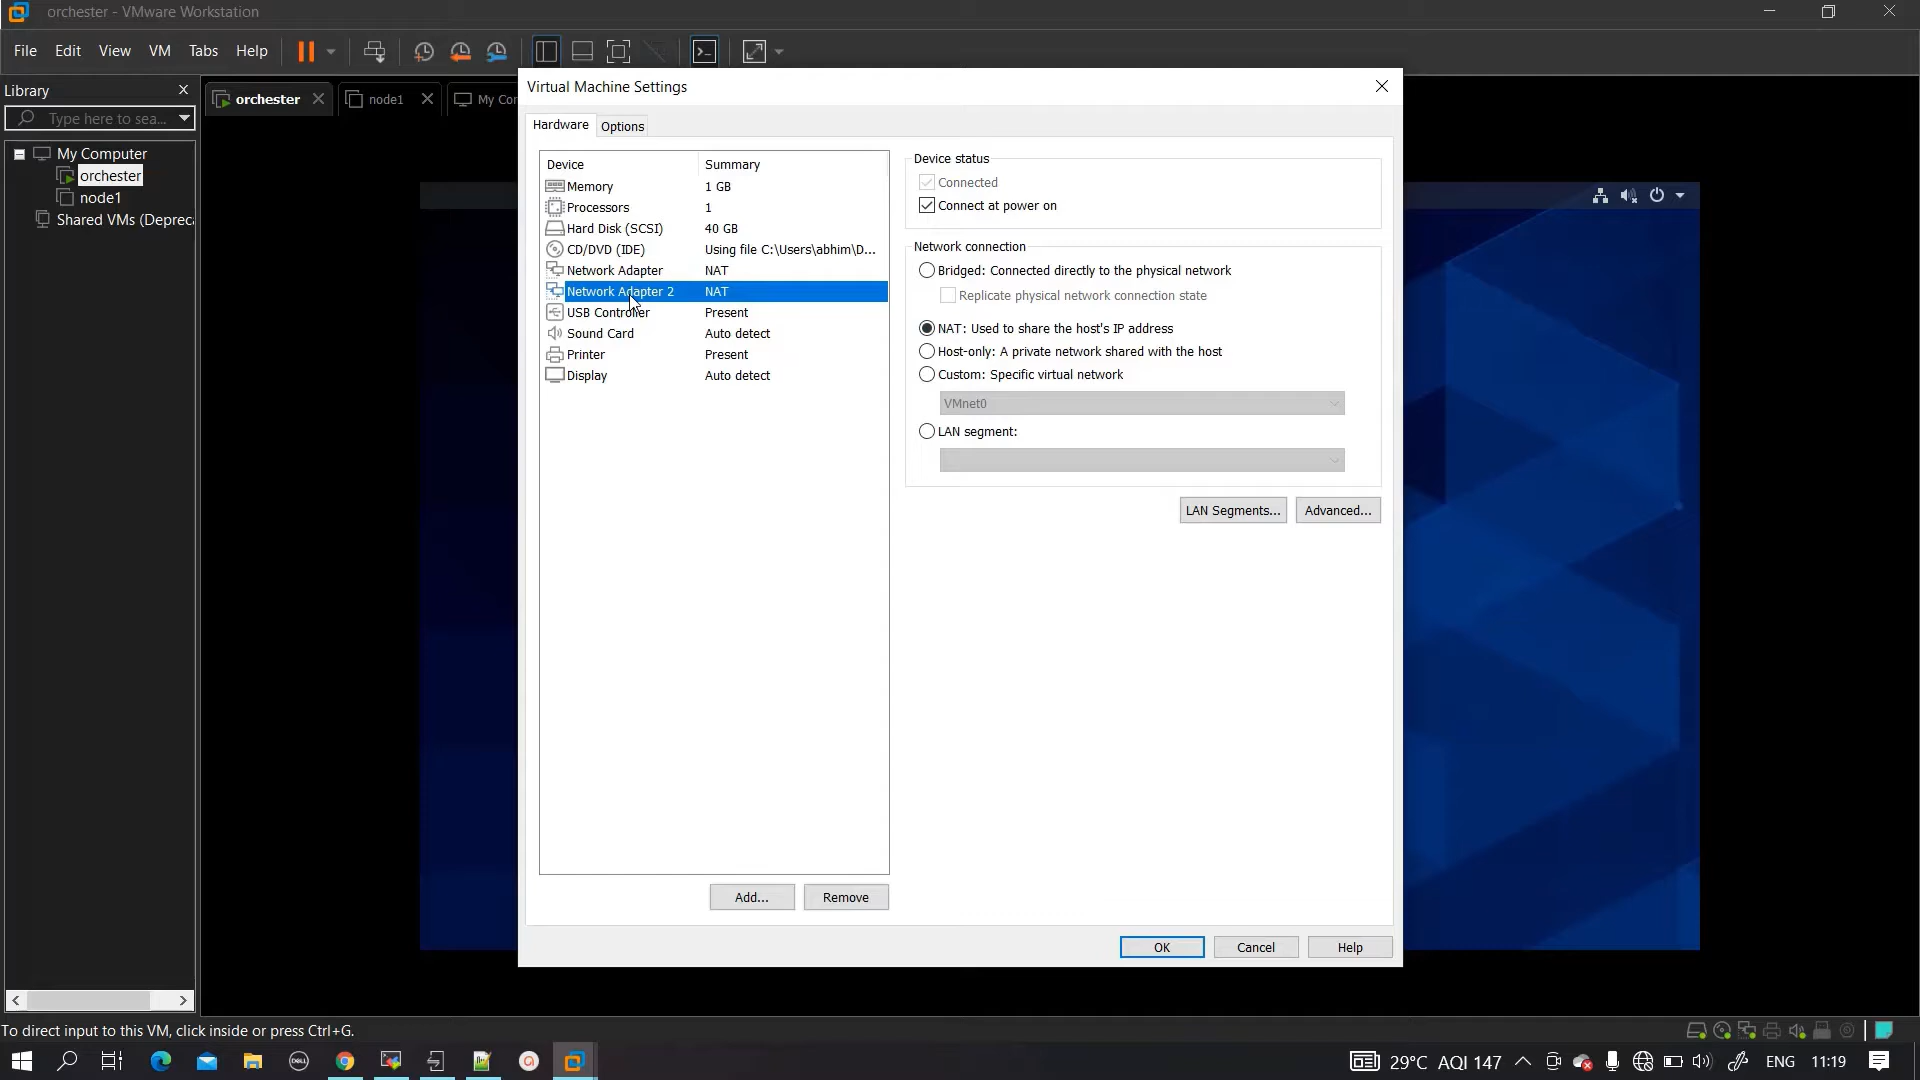 orchester - VMware Workstation
File Edit View VM Tabs Help
Virtual Machine Settings
Library
orchester
node1
My Co
Type here to sea...
My Computer
orchester
node1
Shared VMs (Depreca
Hardware
Options
Device Summary
Memory 1 GB
Processors 1
Hard Disk (SCSI) 40 GB
CD/DVD (IDE) Using file C:\Users\abhim\D...
Network Adapter NAT
Network Adapter 2 NAT
USB Controller Present
Sound Card Auto detect
Printer Present
Display Auto detect
Add...
Remove
Device status
Connected
Connect at power on
Network connection
Bridged: Connected directly to the physical network
Replicate physical network connection state
NAT: Used to share the host's IP address
Host-only: A private network shared with the host
Custom: Specific virtual network
VMnet0
LAN segment:
LAN Segments...
Advanced...
OK
Cancel
Help
To direct input to this VM, click inside or press Ctrl+G.
DELL
29°C AQI 147
ENG
11:19